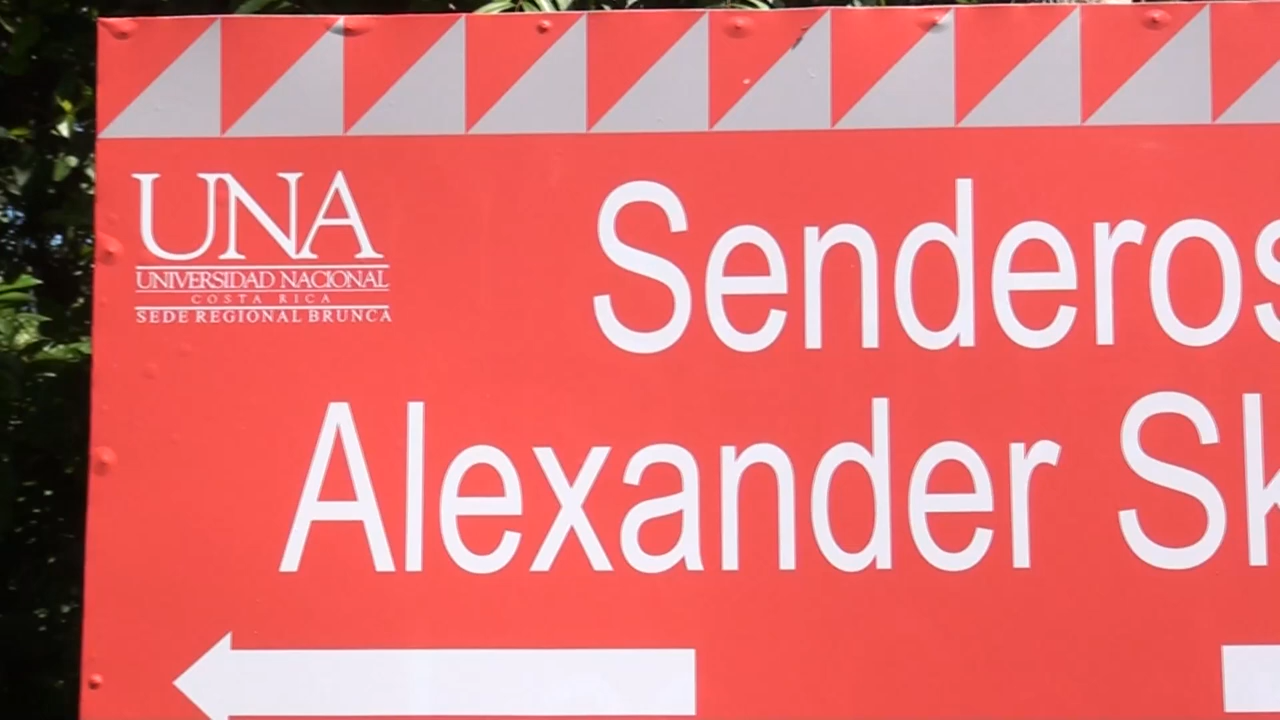 UNA
UNIVERSIDAD NACIONAL
COSTA RICA
SEDE REGIONAL BRUNCA
Senderos
Alexander Sk